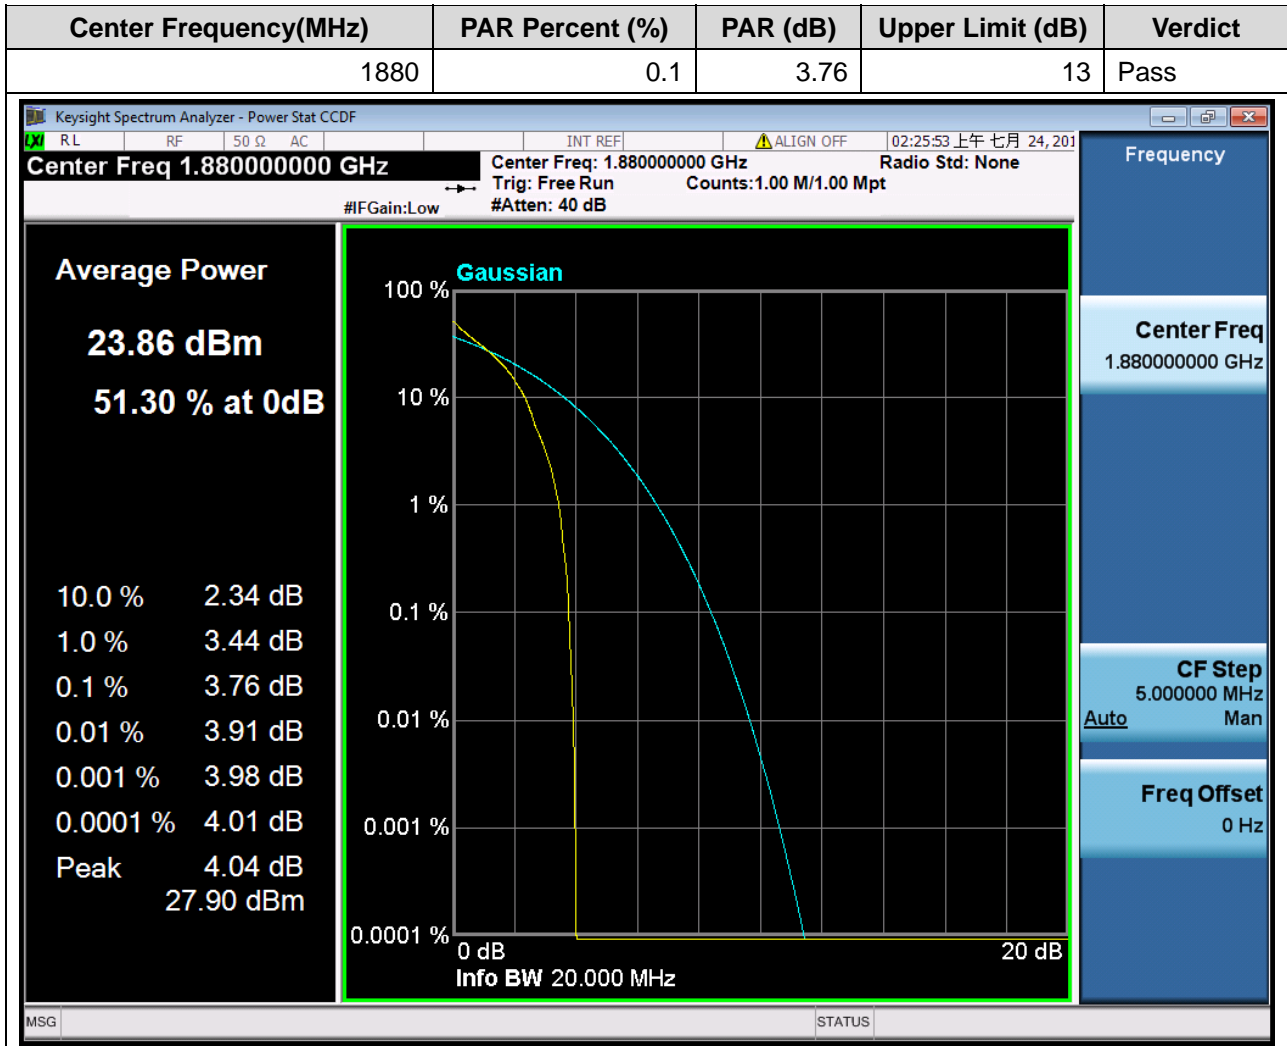 Center Frequency(MHz) PAR Percent (%) PAR (dB) Upper Limit (dB) Verdict
1880 0.1 3.76 13 Pass
Keysight Spectrum Analyzer - Power Stat CCDF
LXI RL RF 50 Ω AC INT REF ALIGN OFF 02:25:53 上午 七月 24, 201
Center Freq 1.880000000 GHz
Center Freq: 1.880000000 GHz Radio Std: None
Trig: Free Run Counts:1.00 M/1.00 Mpt
#IFGain:Low #Atten: 40 dB
Average Power
23.86 dBm
51.30 % at 0dB
10.0 % 2.34 dB
1.0 % 3.44 dB
0.1 % 3.76 dB
0.01 % 3.91 dB
0.001 % 3.98 dB
0.0001 % 4.01 dB
Peak 4.04 dB
27.90 dBm
Gaussian
100 %
10 %
1 %
0.1 %
0.01 %
0.001 %
0.0001 %
0 dB 20 dB
Info BW 20.000 MHz
Frequency
Center Freq
1.880000000 GHz
CF Step
5.000000 MHz
Auto Man
Freq Offset
0 Hz
MSG STATUS